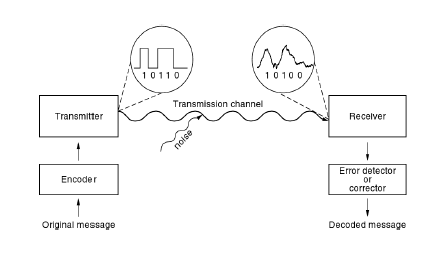 1 0 1 1 0
1 0 1 0 0
Transmission channel
Transmitter
Receiver
noise
Encoder
Error detector
or
corrector
Original message
Decoded message